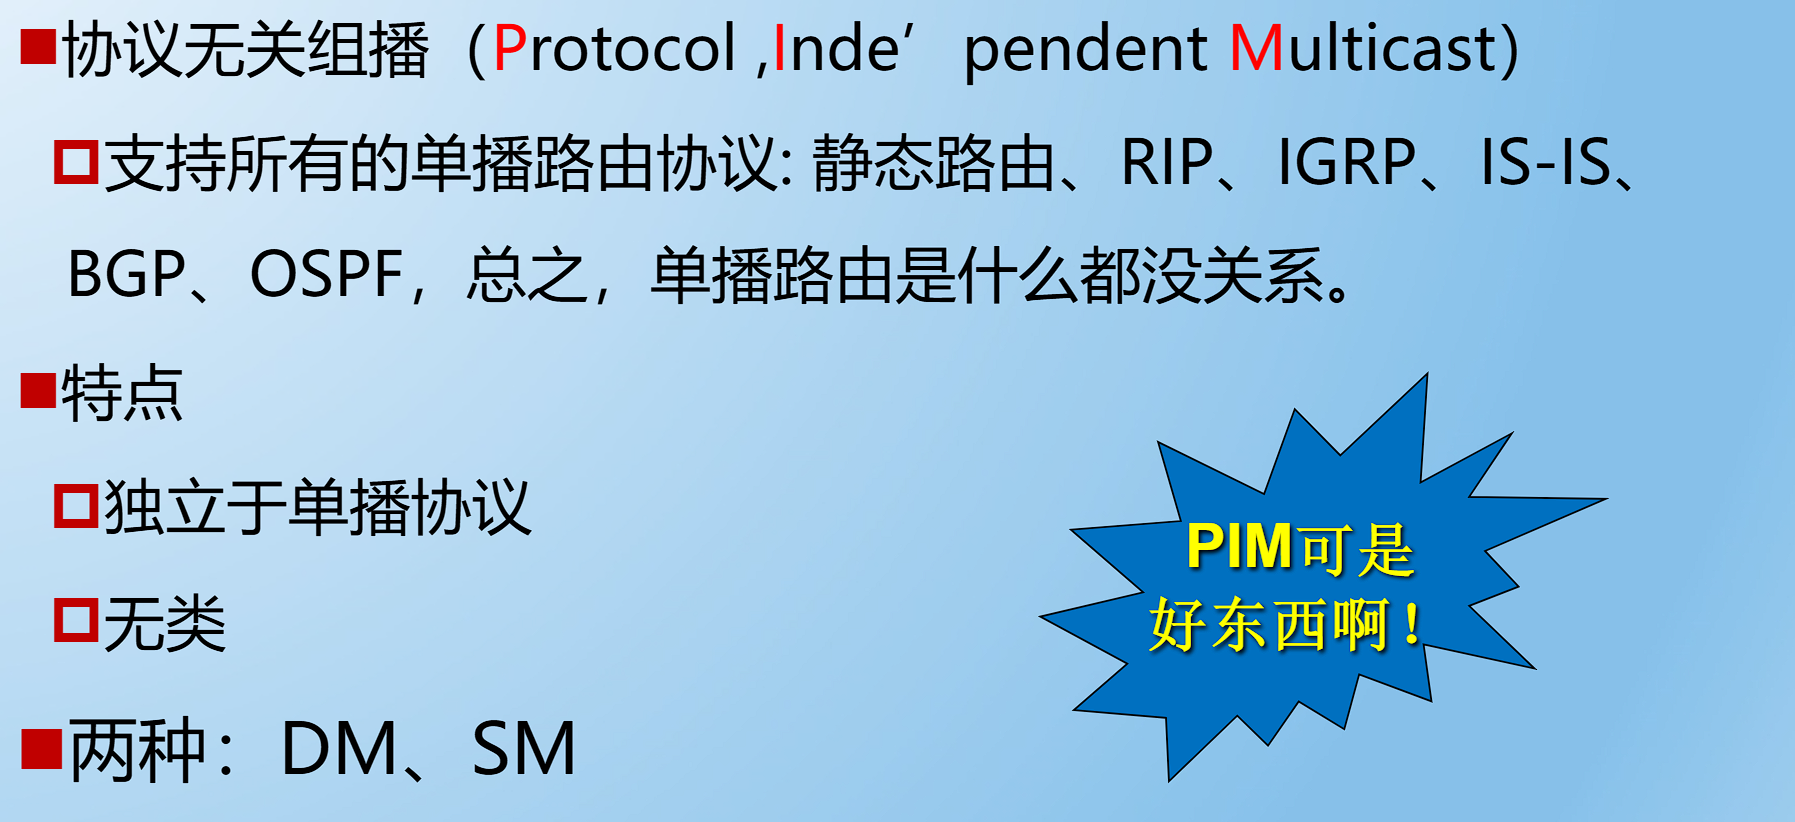 协议无关组播（Protocol ,Inde’pendent Multicast）
支持所有的单播路由协议: 静态路由、RIP、IGRP、IS-IS、
BGP、OSPF，总之，单播路由是什么都没关系。
特点
独立于单播协议
无类
两种：DM、SM
PIM可是
好东西啊！